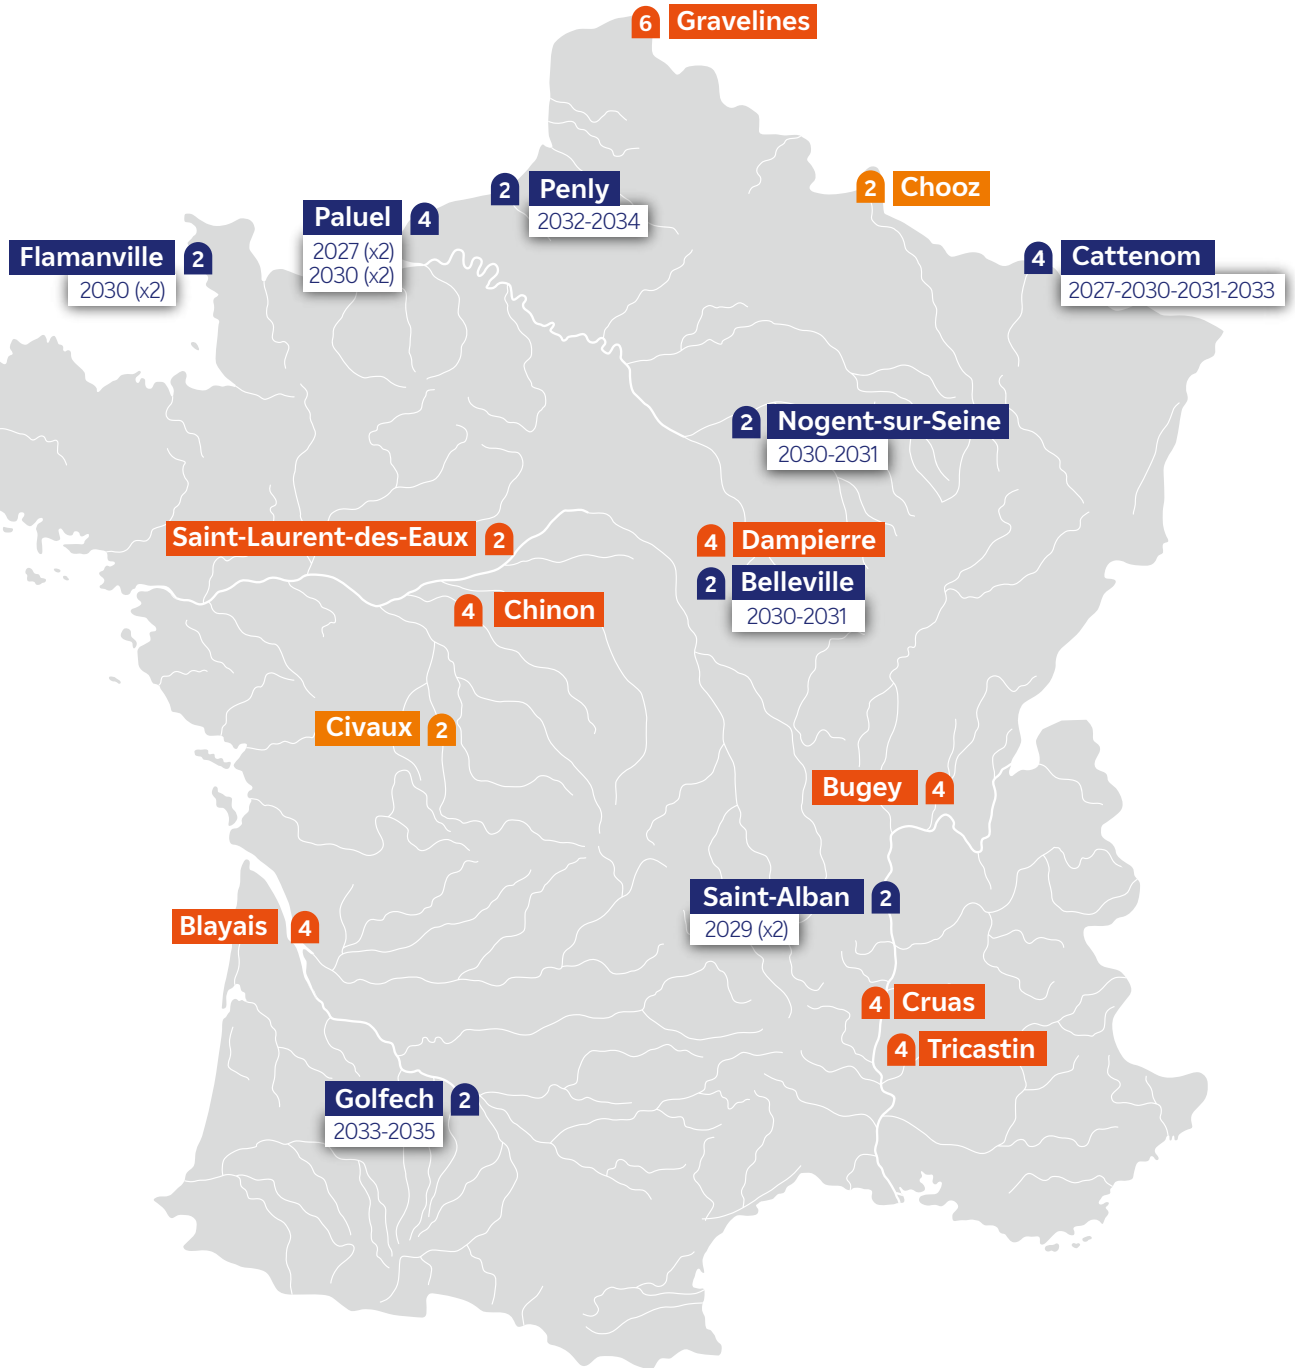 6 Gravelines
2 Penly
2032-2034
2 Chooz
Paluel 4
2027 (x2)
2030 (x2)
Flamanville 2
2030 (x2)
4 Cattenom
2027-2030-2031-2033
2 Nogent-sur-Seine
2030-2031
Saint-Laurent-des-Eaux 2
4 Dampierre
2 Belleville
2030-2031
4 Chinon
Civaux 2
Bugey 4
Saint-Alban 2
2029 (x2)
Blayais 4
4 Cruas
4 Tricastin
Golfech 2
2033-2035